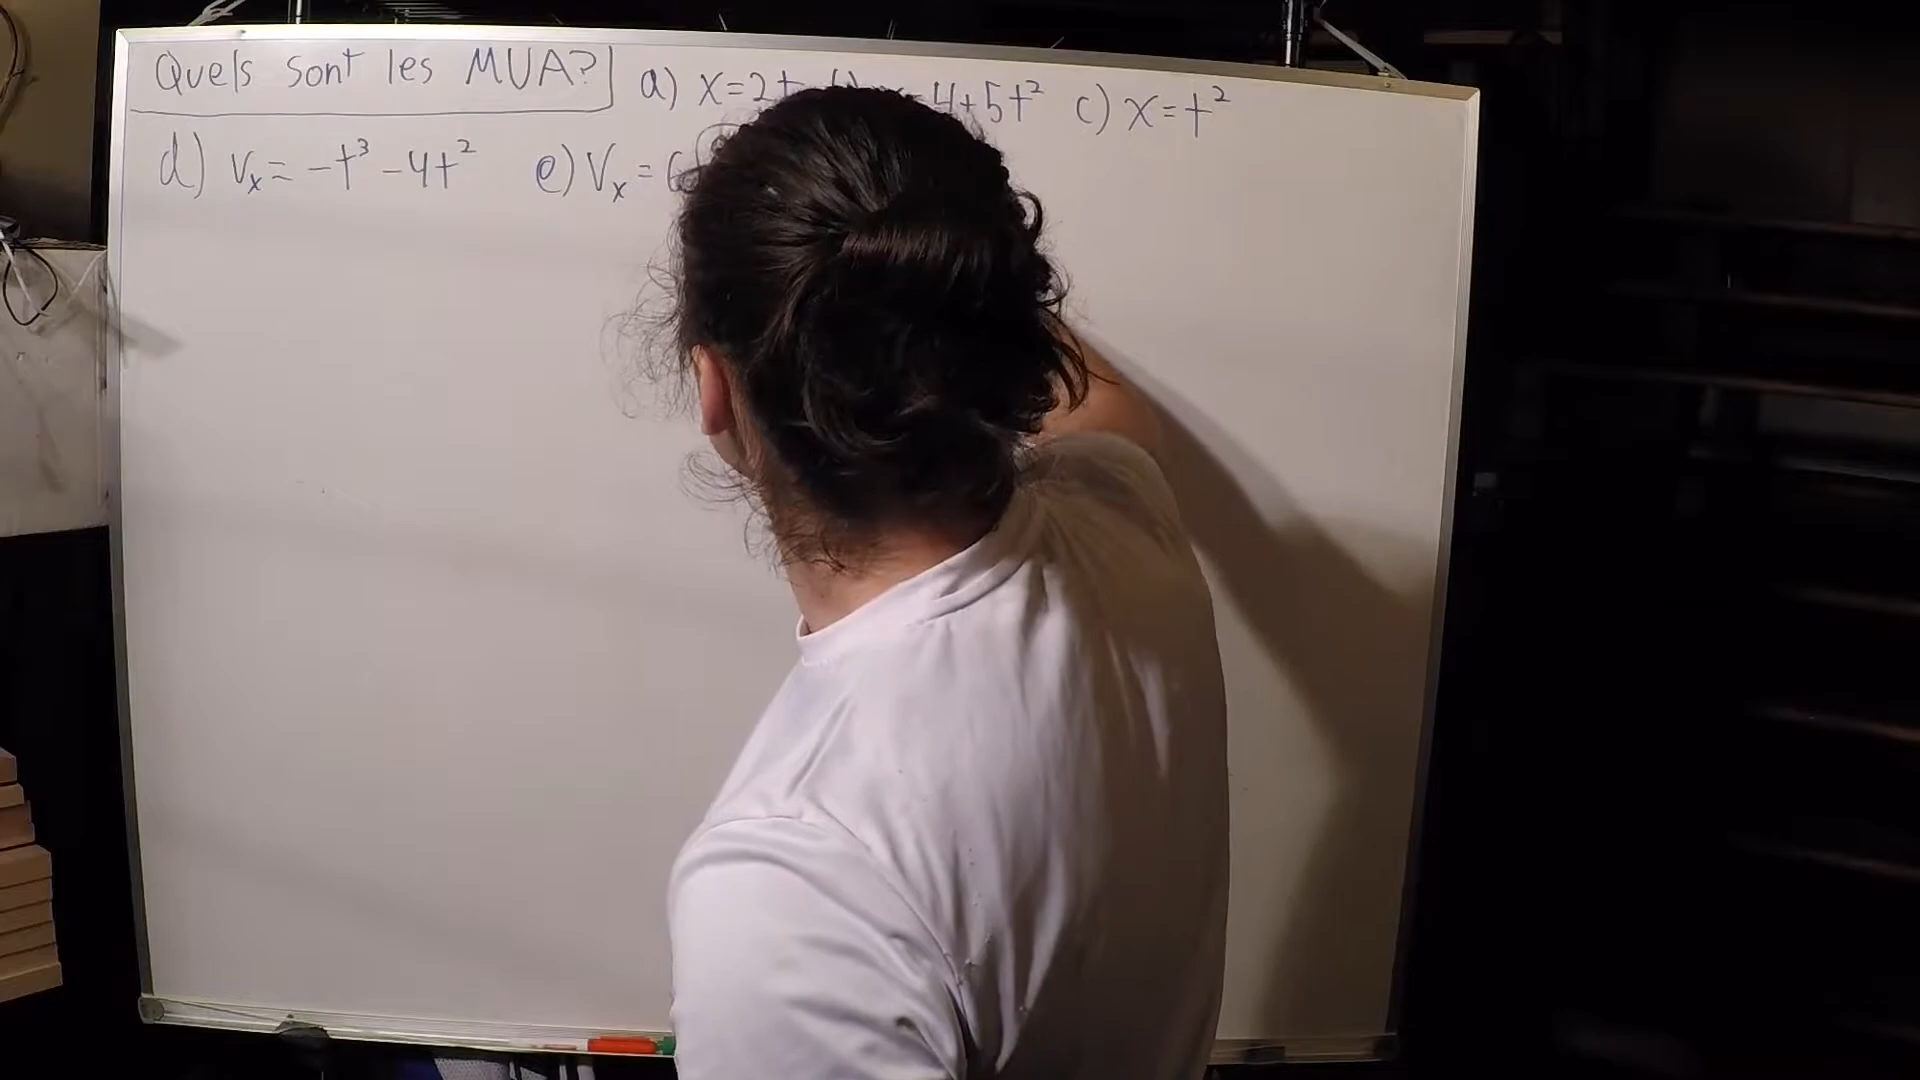 Quels sont les MUA? a) x=2t 4+5t² c) x=t²
d) Vx= -t³ -4t² e) Vx = 6